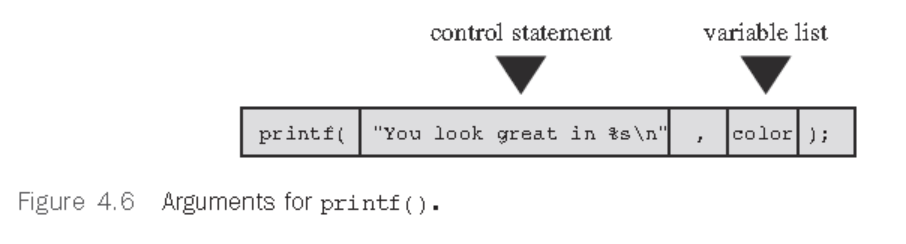 control statement variable list
printf( "You look great in %s\n" , color );
Figure 4.6 Arguments for printf().